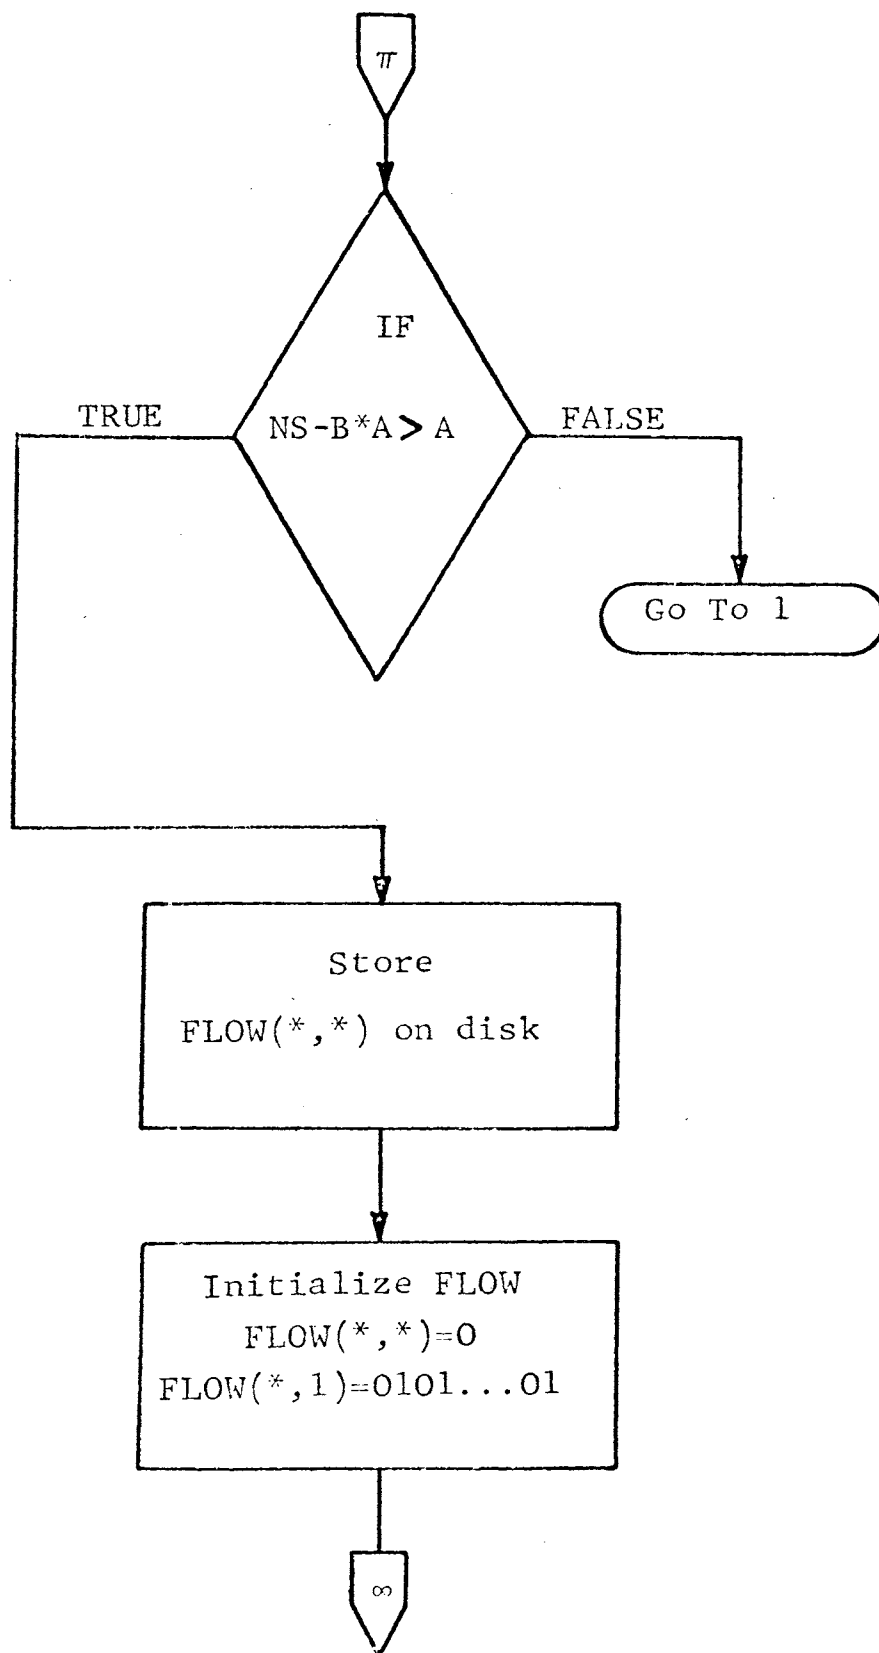 π
IF
TRUE
NS-B*A > A
FALSE
Go To 1
Store
FLOW(*,*) on disk
Initialize FLOW
FLOW(*,*)=0
FLOW(*,1)=0101...01
∞